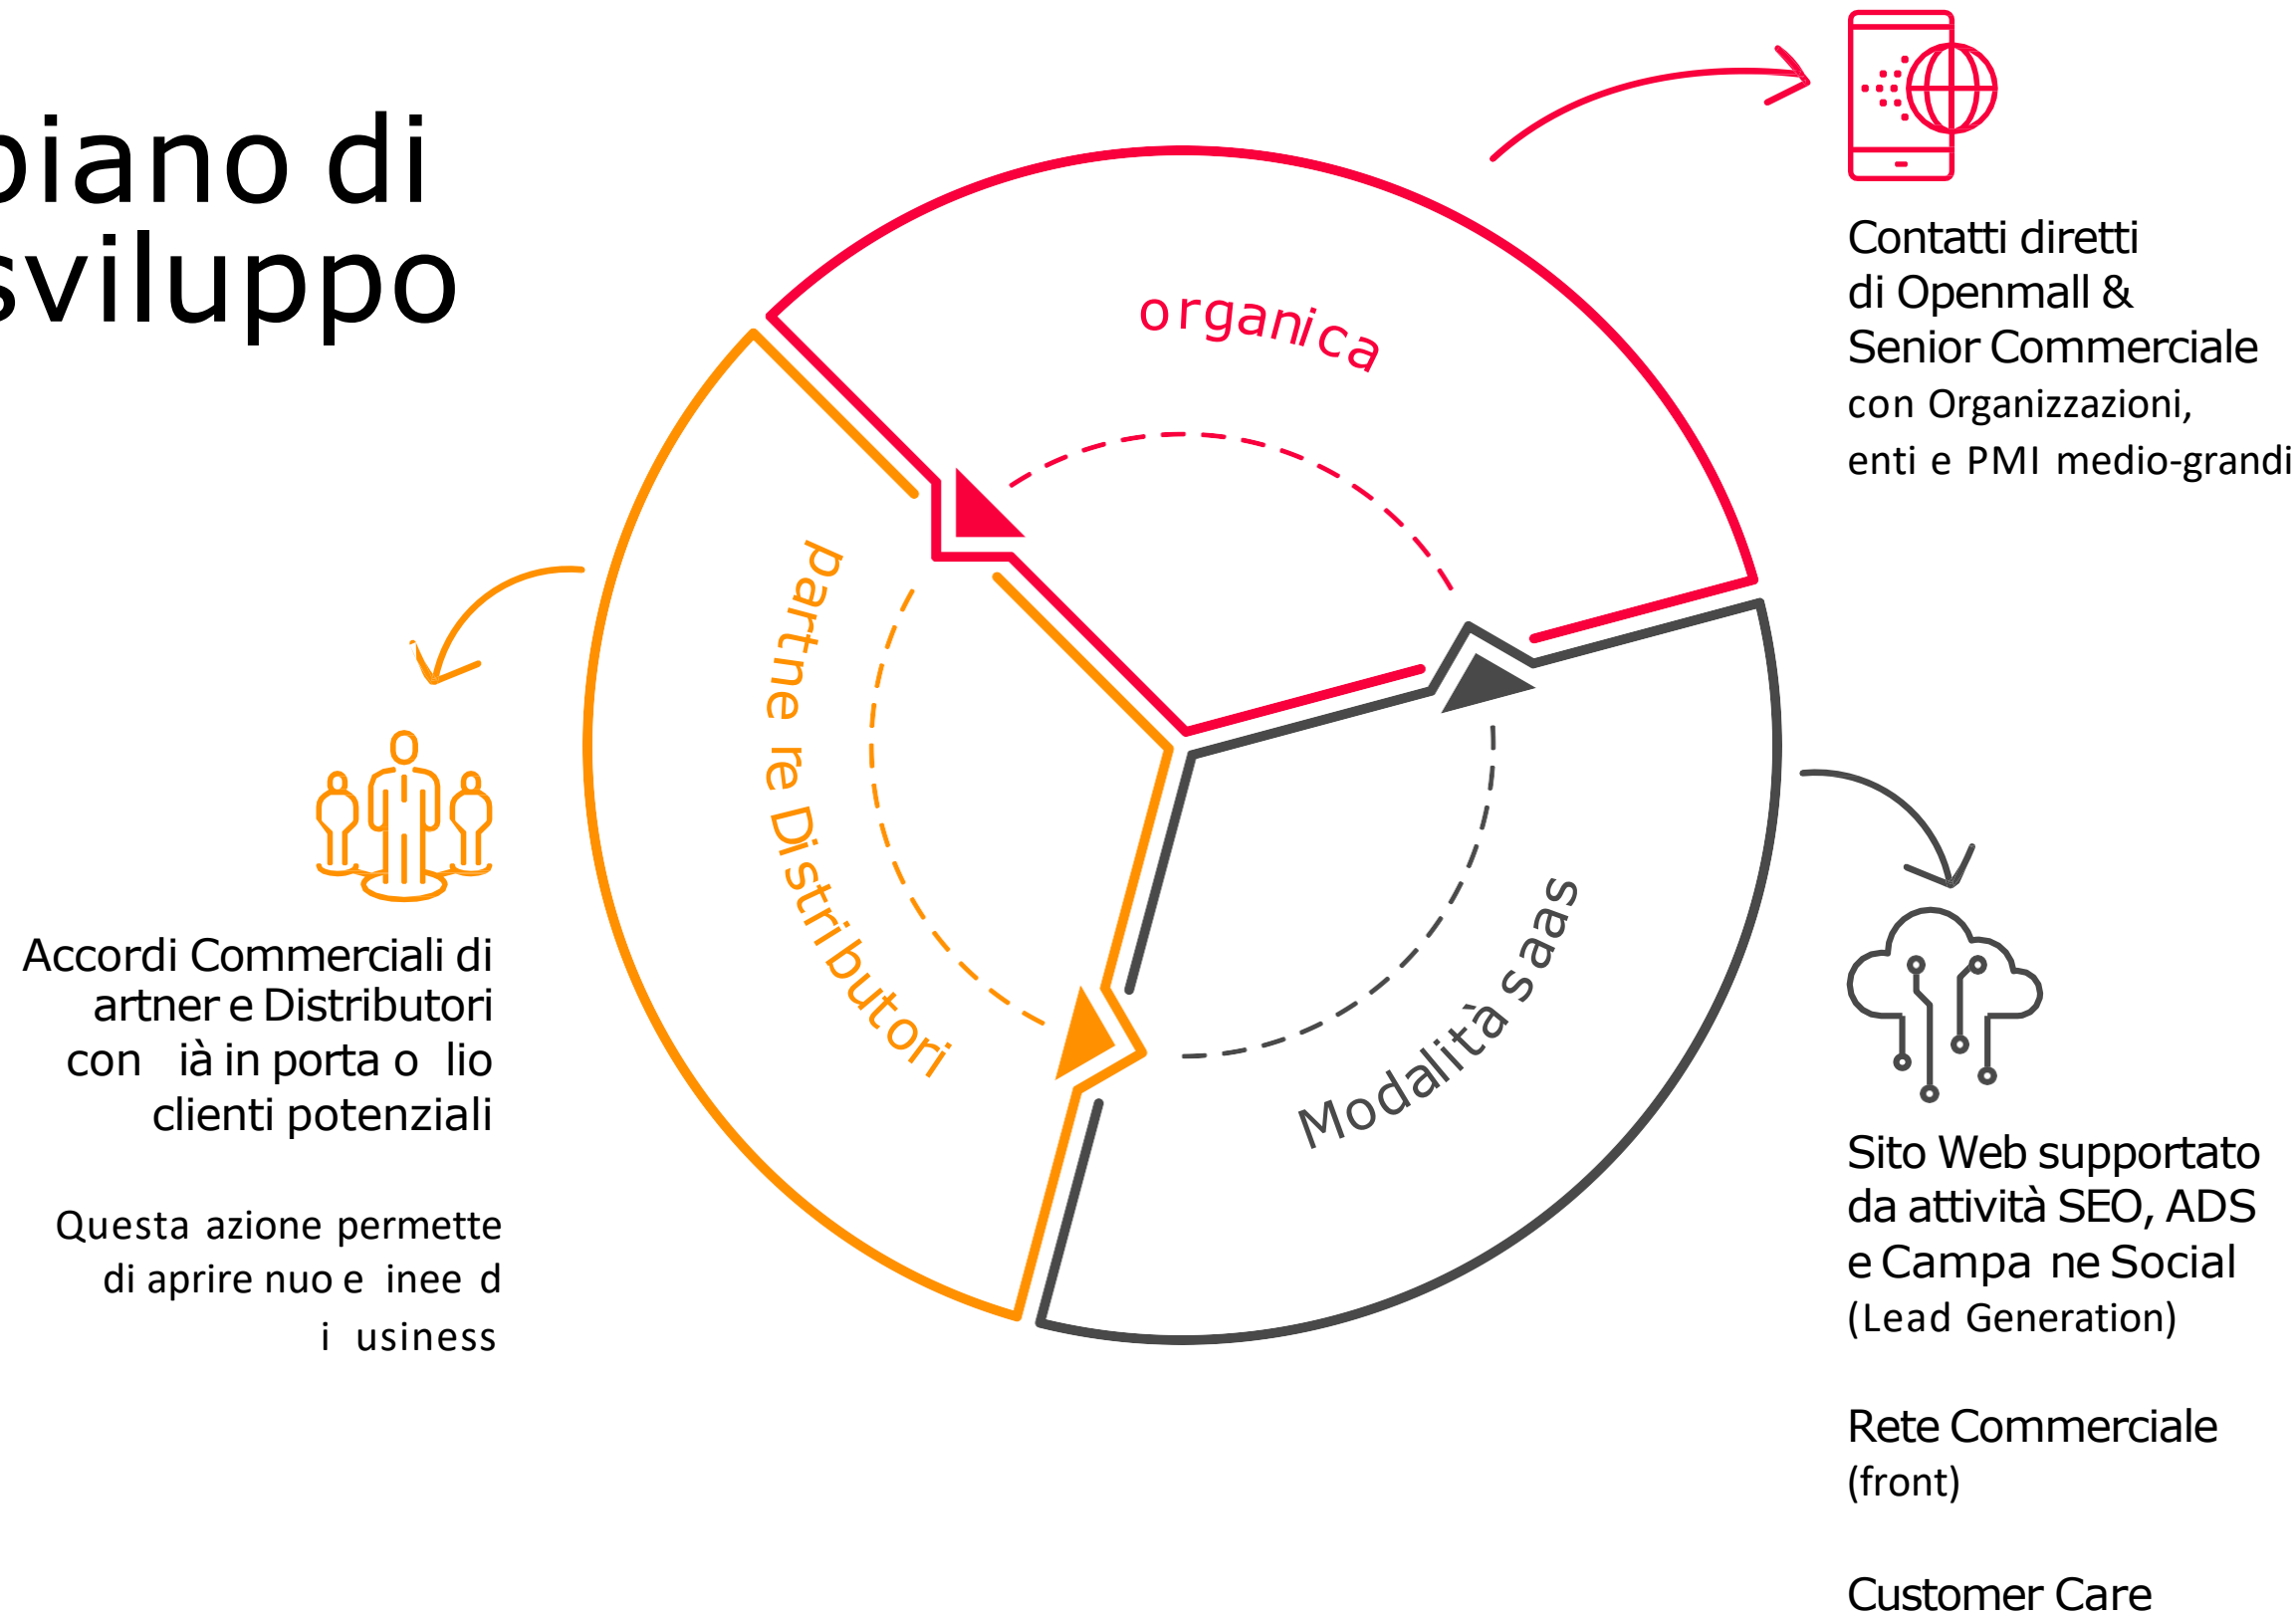 piano di
sviluppo
organica
Contatti diretti
di Openmall &
Senior Commerciale
con Organizzazioni,
enti e PMI medio-grandi
partne re Distributori
Accordi Commerciali di
artner e Distributori
con ià in porta o lio
clienti potenziali
Questa azione permette
di aprire nuo e inee d
i usiness
Modalità saas
Sito Web supportato
da attività SEO, ADS
e Campa ne Social
(Lead Generation)
Rete Commerciale
(front)
Customer Care